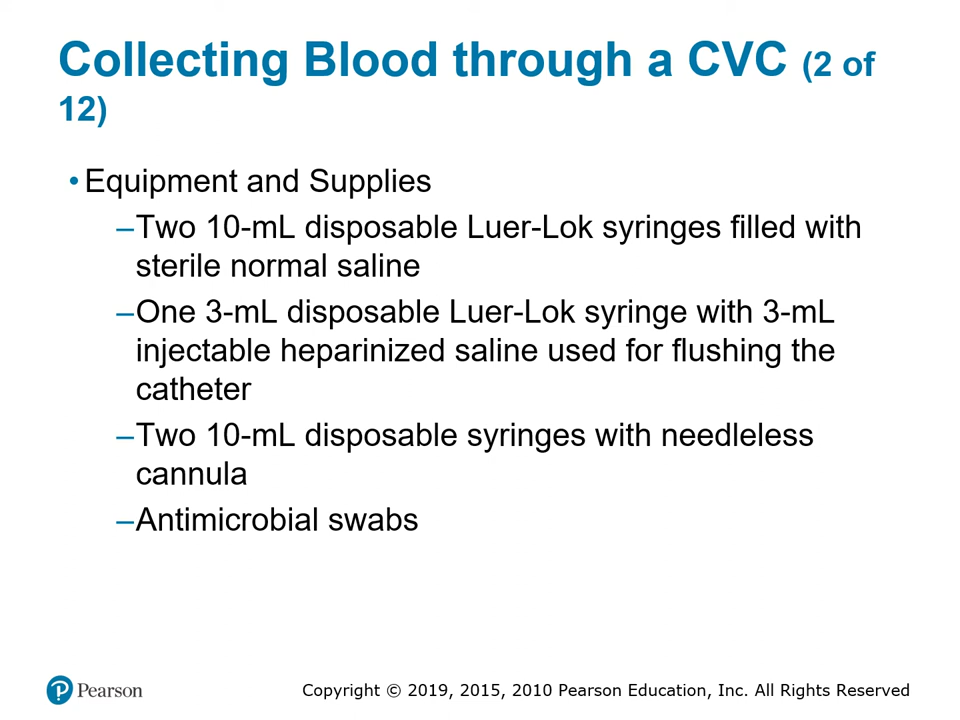 Collecting Blood through a CVC (2 of
12)
• Equipment and Supplies
–Two 10-mL disposable Luer-Lok syringes filled with
sterile normal saline
–One 3-mL disposable Luer-Lok syringe with 3-mL
injectable heparinized saline used for flushing the
catheter
–Two 10-mL disposable syringes with needleless
cannula
–Antimicrobial swabs
Pearson
Copyright © 2019, 2015, 2010 Pearson Education, Inc. All Rights Reserved